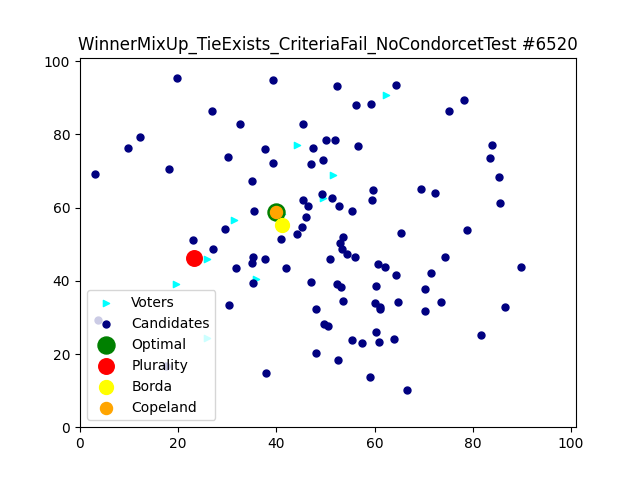 WinnerMixUp_TieExists_CriteriaFail_NoCondorcetTest #6520
100
80
60
40
20
0
0 20 40 60 80 100
Voters
Candidates
Optimal
Plurality
Borda
Copeland